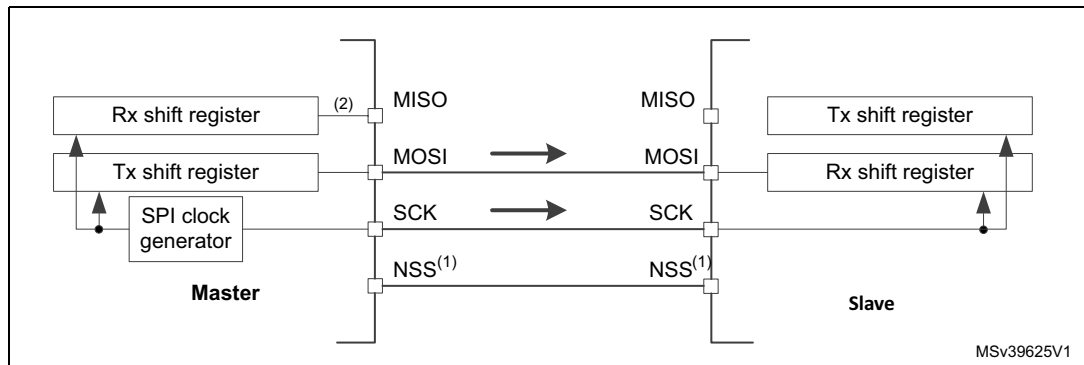 MISO
MISO
Rx shift register
(2)
Tx shift register
MOSI
MOSI
Tx shift register
Rx shift register
SCK
SCK
SPI clock
generator
NSS(1)
NSS(1)
Master
Slave
MSv39625V1